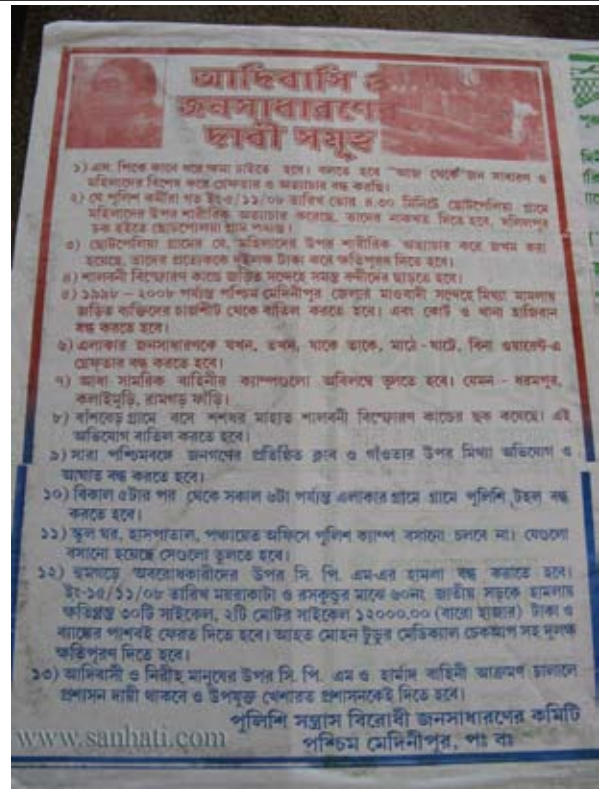 আদিবাসি ও
জনসাধারণের
দাবী সমূহ
১) এস. পিকে কানে ধরে ক্ষমা চাইতে হবে। বলতে হবে "আজ থেকে জন সাধারণ ও
মহিলাদের বিশেষ করে গ্রেফতার ও অত্যাচার বন্ধ করছি।
২) যে পুলিশ কর্মীরা গত ইং-৫/১১/০৮ তারিখ ভোর ৪.৩০ মিনিটে ছোটপেলিয়া গ্রামে
মহিলাদের উপর শারীরিক অত্যাচার করেছে, তাদের নাকখত দিতে হবে, দলিলপুর
চক হইতে ছোটপেলিয়া গ্রাম পর্যন্ত।
৩) ছোটপেলিয়া গ্রামের যে, মহিলাদের উপর শারীরিক অত্যাচার করে জখম করা
হয়েছে, তাদের প্রত্যেককে দুইলক্ষ টাকা করে ক্ষতিপুরন দিতে হবে।
৪) শালবনী বিস্ফোরণ কান্ডে জড়িত সন্দেহে সমস্ত বন্দীদের ছাড়তে হবে।
৫) ১৯৯৮ – ২০০৮ পর্যন্ত পশ্চিম মেদিনীপুর জেলার মাওবাদী সন্দেহে মিথ্যা মামলায়
জড়িত ব্যক্তিদের চার্জশীট থেকে বাতিল করতে হবে। এবং কোর্ট ও থানা হাজিরান
বন্ধ করতে হবে।
৬) এলাকার জনসাধারণকে যখন, তখন, যাকে তাকে, মাঠে - ঘাটে, বিনা ওয়ারেন্ট-এ
গ্রেফতার বন্ধ করতে হবে।
৭) আধা সামরিক বাহিনীর ক্যাম্পগুলো অবিলম্বে তুলতে হবে। যেমন - ধরমপুর,
কলাইমুড়ি, রামগড় ফাঁড়ি।
৮) বাঁশবেড় গ্রামে বসে শশধর মাহাত শালবনী বিস্ফোরণ কান্ডের ছক কষেছে। এই
অভিযোগ বাতিল করতে হবে।
৯) সারা পশ্চিমবঙ্গে জনগণের প্রতিষ্ঠিত ক্লাব ও গাঁওতার উপর মিথ্যা অভিযোগ ও
আঘাত বন্ধ করতে হবে।
১০) বিকাল ৫টার পর থেকে সকাল ৬টা পর্য্যন্ত এলাকার গ্রামে গ্রামে পুলিশি টহল বন্ধ
করতে হবে।
১১) স্কুল ঘর, হাসপাতাল, পঞ্চায়েত অফিসে পুলিশ ক্যাম্প বসানো চলবে না। যেগুলো
বসানো হয়েছে সেগুলো তুলতে হবে।
১২) হুমগড়ে অবরোধকারীদের উপর সি. পি. এম-এর হামলা বন্ধ করাতে হবে।
ইং-১৫/১১/০৮ তারিখ ময়রাকাটা ও রসকুন্ডুর মাঝে ৬০নং জাতীয় সড়কে হামলায়
ক্ষতিগ্রস্ত ৩০টি সাইকেল, ২টি মোটর সাইকেল ১২০০০.০০ (বারো হাজার) টাকা ও
ব্যাঙ্কের পাশবই ফেরত দিতে হবে। আহত মোহন টুডুর মেডিক্যাল চেকআপ সহ দুলক্ষ
ক্ষতিপূরণ দিতে হবে।
১৩) আদিবাসী ও নিরীহ মানুষের উপর সি. পি. এম ও হার্মাদ বাহিনী আক্রমণ চালালে
প্রশাসন দায়ী থাকবে ও উপযুক্ত খেশারত প্রশাসনকেই দিতে হবে।
পুলিশি সন্ত্রাস বিরোধী জনসাধারণের কমিটি
পশ্চিম মেদিনীপুর, পাঃ বাঃ
www.sanhati.com